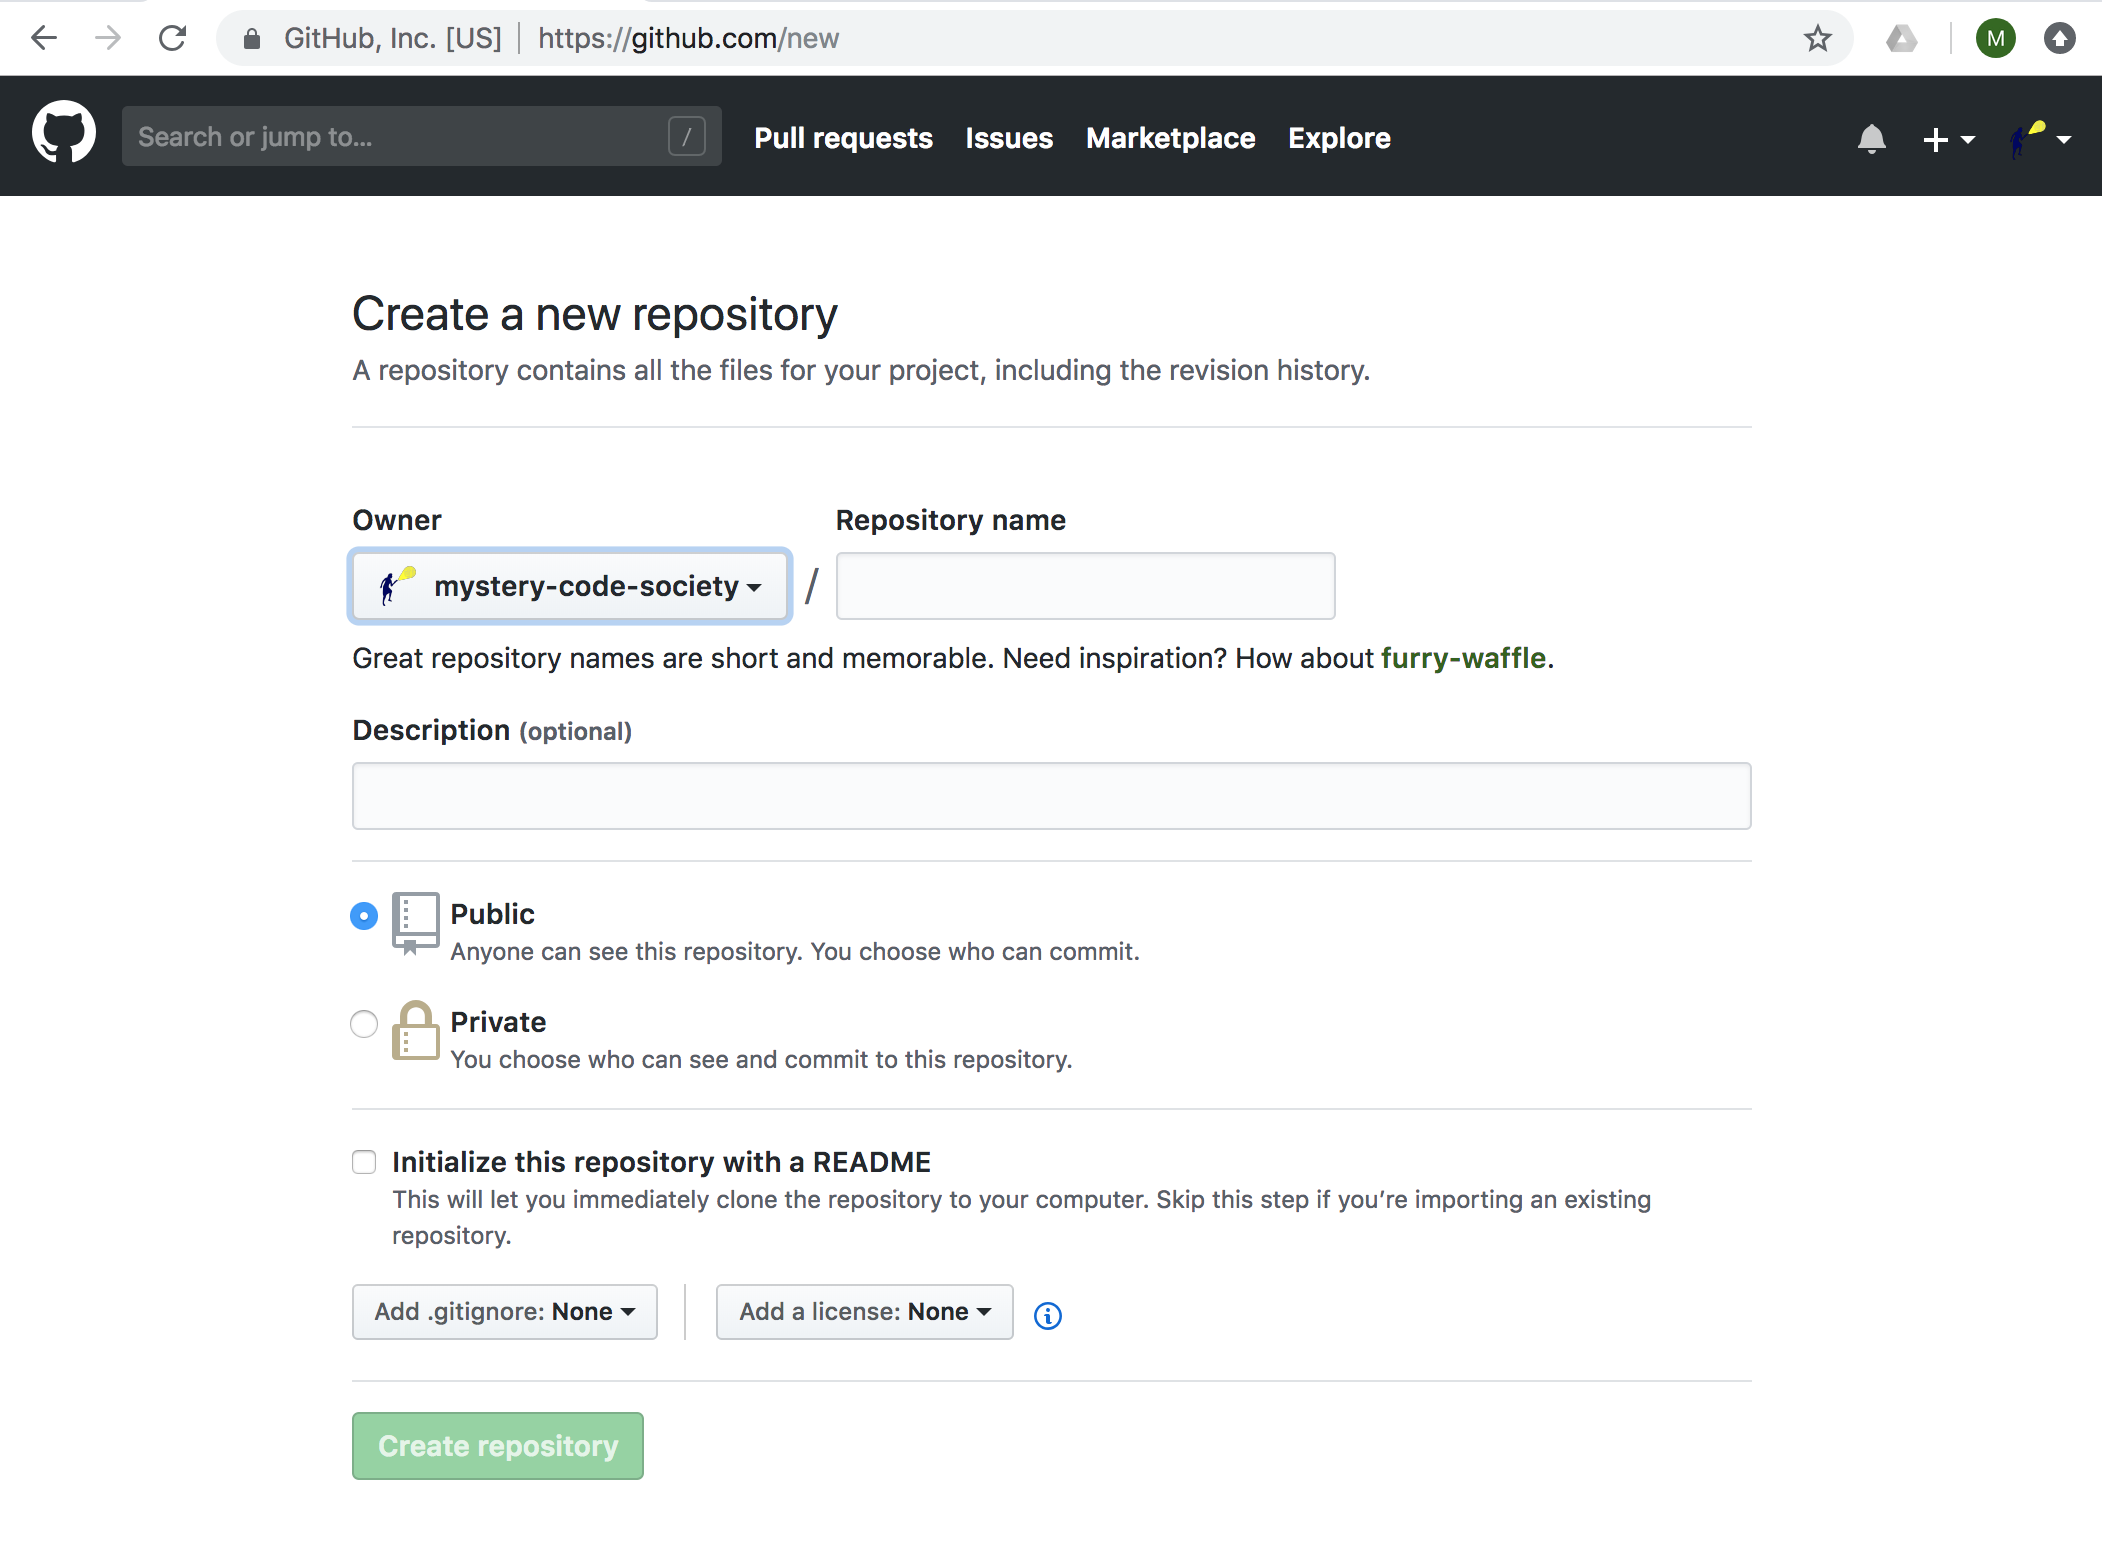 GitHub, Inc. [US] | https://github.com/new
M
Search or jump to... /
Pull requests Issues Marketplace Explore
Create a new repository
A repository contains all the files for your project, including the revision history.
Owner Repository name
mystery-code-society /
Great repository names are short and memorable. Need inspiration? How about furry-waffle.
Description (optional)
Public
Anyone can see this repository. You choose who can commit.
Private
You choose who can see and commit to this repository.
Initialize this repository with a README
This will let you immediately clone the repository to your computer. Skip this step if you’re importing an existing
repository.
Add .gitignore: None Add a license: None
Create repository